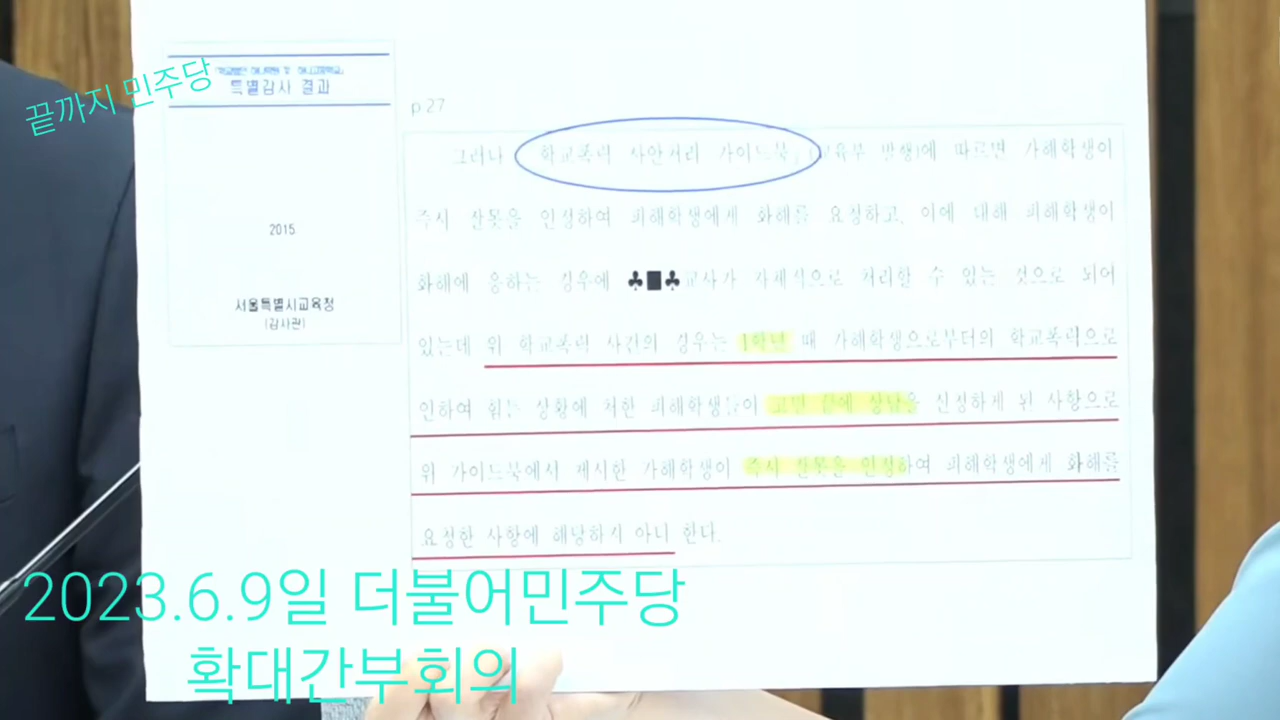 끝까지 민주당
특별감사 결과
2015
서울특별시교육청
(감사관)
p.27
그러나 「학교폭력 사안처리 가이드북」(교육부 발행)에 따르면 가해학생이
즉시 잘못을 인정하여 피해학생에게 화해를 요청하고, 이에 대해 피해학생이
화해에 응하는 경우에 ♣■♣교사가 자체적으로 처리할 수 있는 것으로 되어
있는데 위 학교폭력 사건의 경우는 1학년 때 가해학생으로부터의 학교폭력으로
인하여 힘든 상황에 처한 피해학생들이 고민 끝에 상담을 신청하게 된 사항으로
위 가이드북에서 제시한 가해학생이 즉시 잘못을 인정하여 피해학생에게 화해를
요청한 사항에 해당하지 아니 한다.
2023.6.9일 더불어민주당
확대간부회의